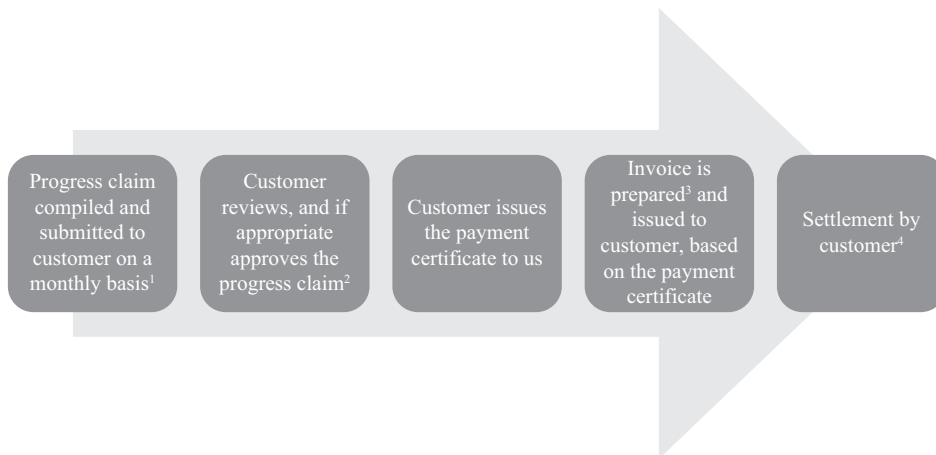 Progress claim
compiled and
submitted to
customer on a
monthly basis¹
Customer
reviews, and if
appropriate
approves the
progress claim²
Customer issues
the payment
certificate to us
Invoice is
prepared³ and
issued to
customer, based
on the payment
certificate
Settlement by
customer⁴